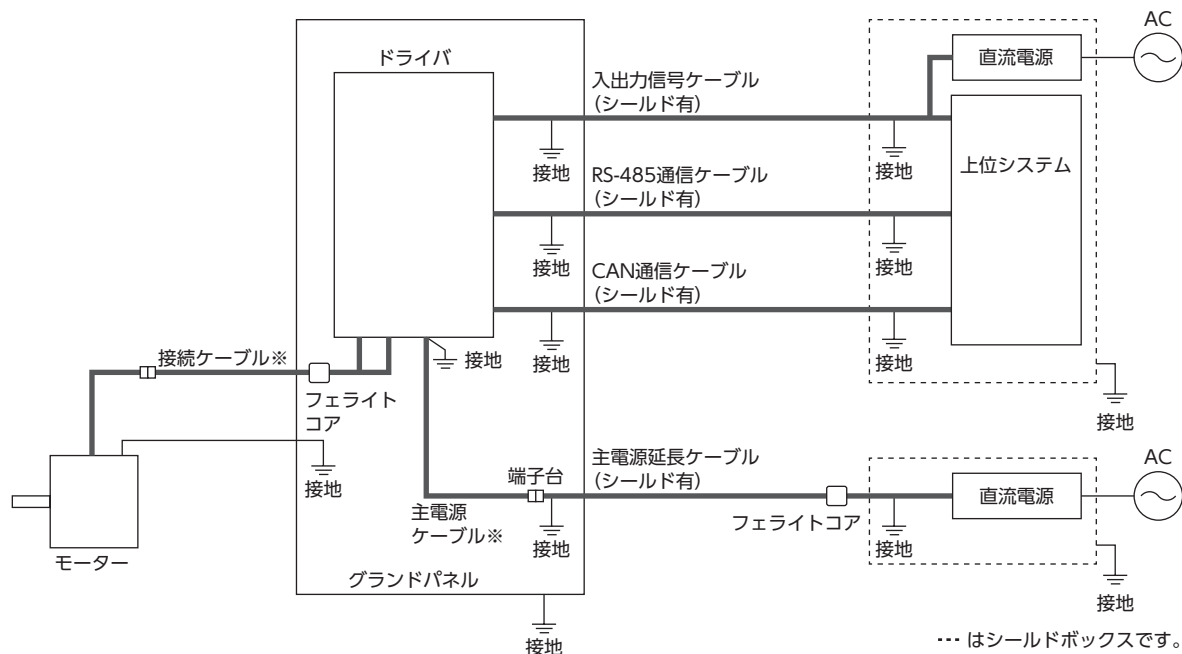 AC
直流電源
ドライバ
入出力信号ケーブル
（シールド有）
接地
接地
上位システム
RS-485通信ケーブル
（シールド有）
接地
接地
CAN通信ケーブル
（シールド有）
接地
接地
接続ケーブル※
接地
フェライト
コア
接地
接地
主電源延長ケーブル
（シールド有）
AC
端子台
直流電源
主電源
ケーブル※
接地
フェライトコア
接地
モーター
グランドパネル
接地
接地
--- はシールドボックスです。